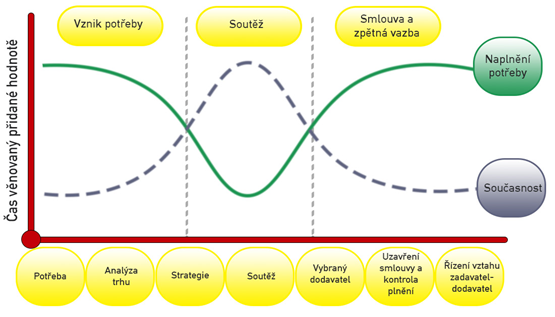 Vznik potřeby
Soutěž
Smlouva a
zpětná vazba
Čas věnovaný přidané hodnotě
Naplnění
potřeby
Současnost
Potřeba
Analýza
trhu
Strategie
Soutěž
Vybraný
dodavatel
Uzavření
smlouvy a
kontrola
plnění
Řízení vztahu
zadavatel-
dodavatel